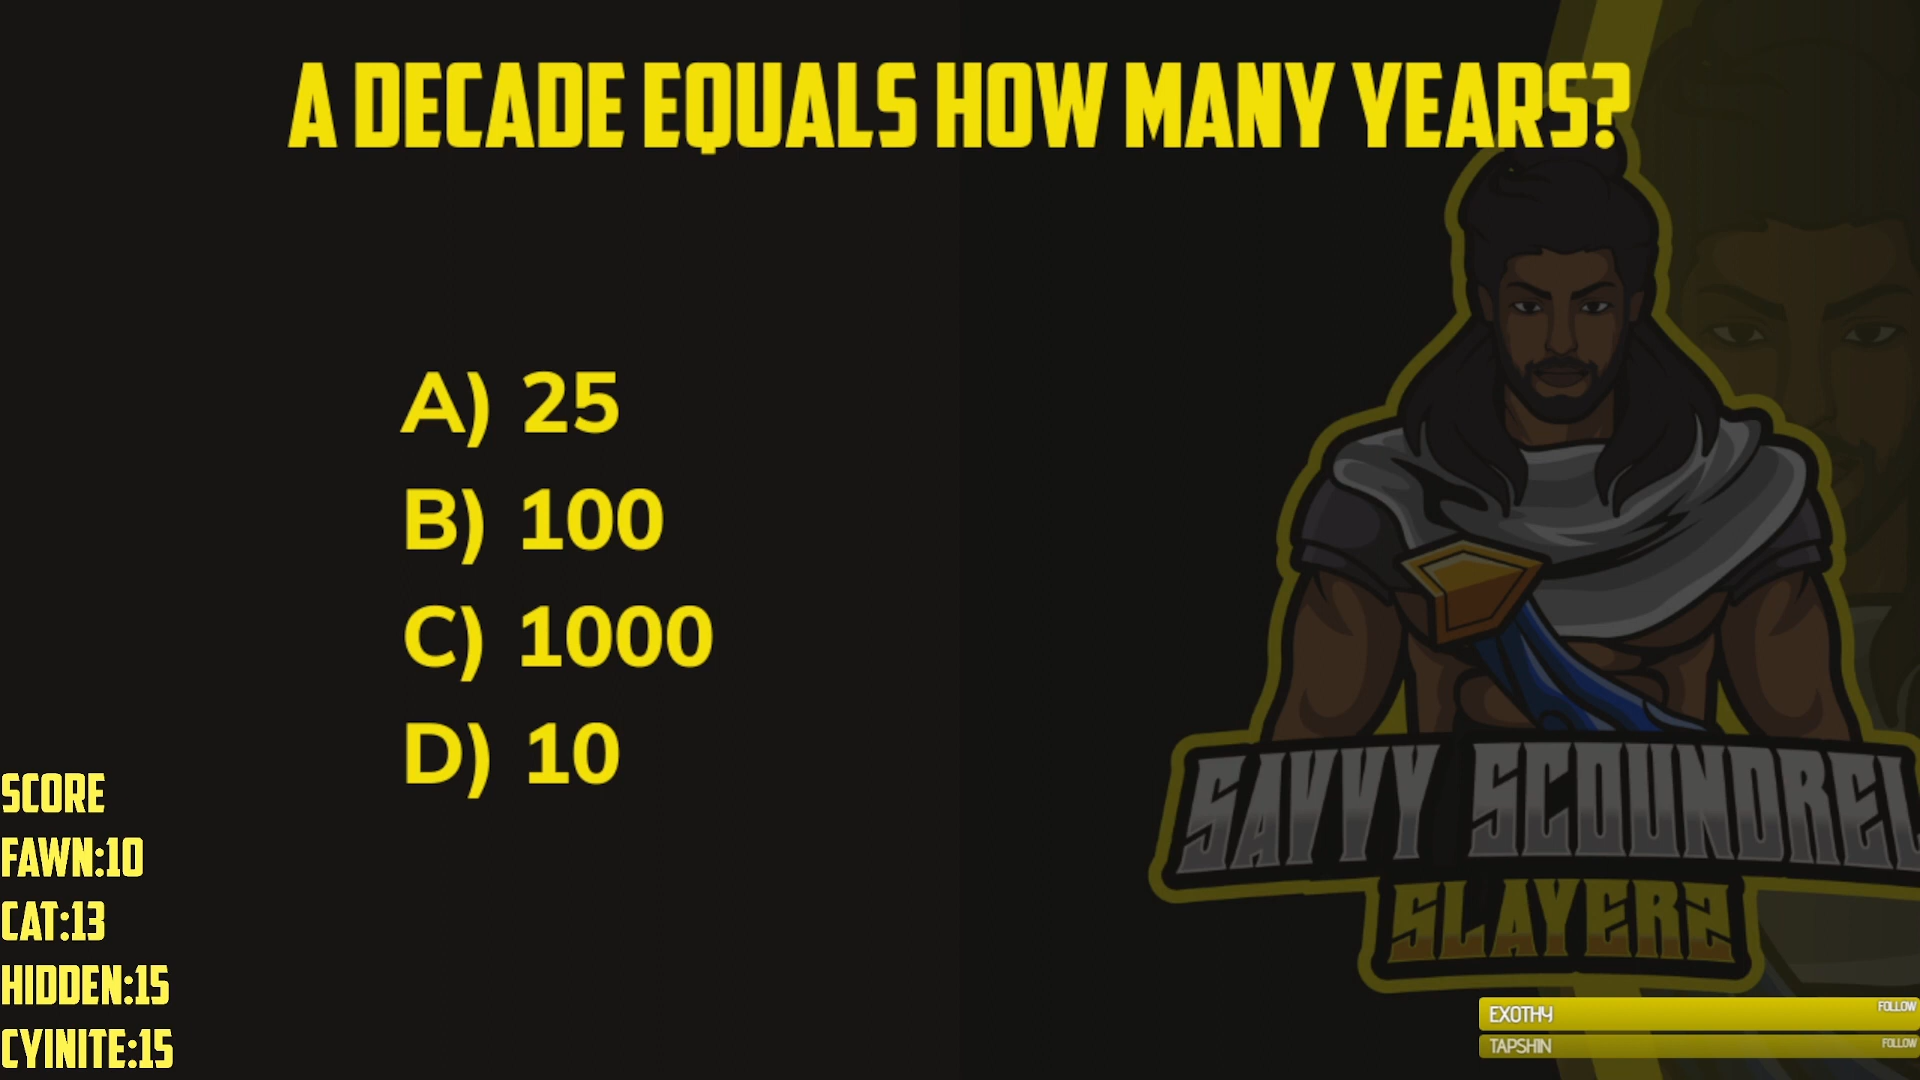 A DECADE EQUALS HOW MANY YEARS?
A) 25
B) 100
C) 1000
D) 10
SCORE
FAWN:10
CAT:13
HIDDEN:15
CYINITE:15
SAVVY SCOUNDREL
SLAYERZ
EXOTHY FOLLOW
TAPSHIN FOLLOW